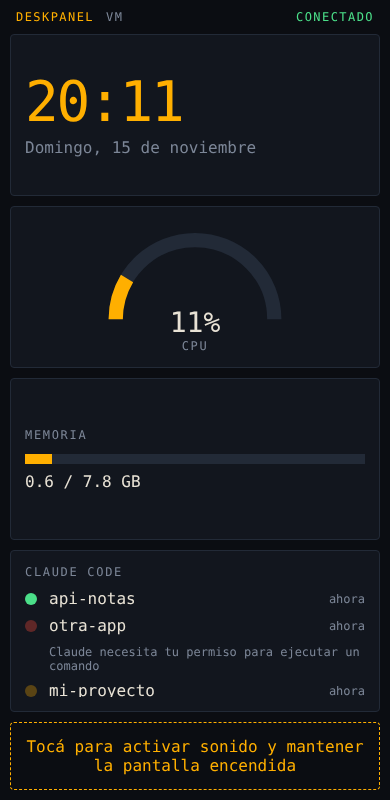 DESKPANEL VM CONECTADO
20:11
Domingo, 15 de noviembre
11%
CPU
MEMORIA
0.6 / 7.8 GB
CLAUDE CODE
api-notas ahora
otra-app ahora
Claude necesita tu permiso para ejecutar un
comando
mi-proyecto ahora
Tocá para activar sonido y mantener
la pantalla encendida